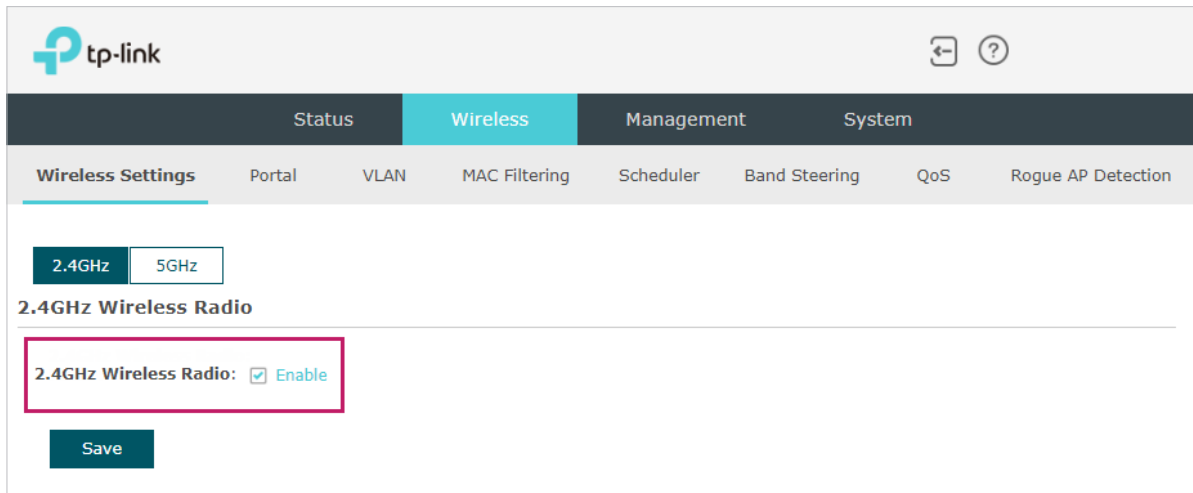 tp-link
Status Wireless Management System
Wireless Settings Portal VLAN MAC Filtering Scheduler Band Steering QoS Rogue AP Detection
2.4GHz 5GHz
2.4GHz Wireless Radio
2.4GHz Wireless Radio: Enable
Save